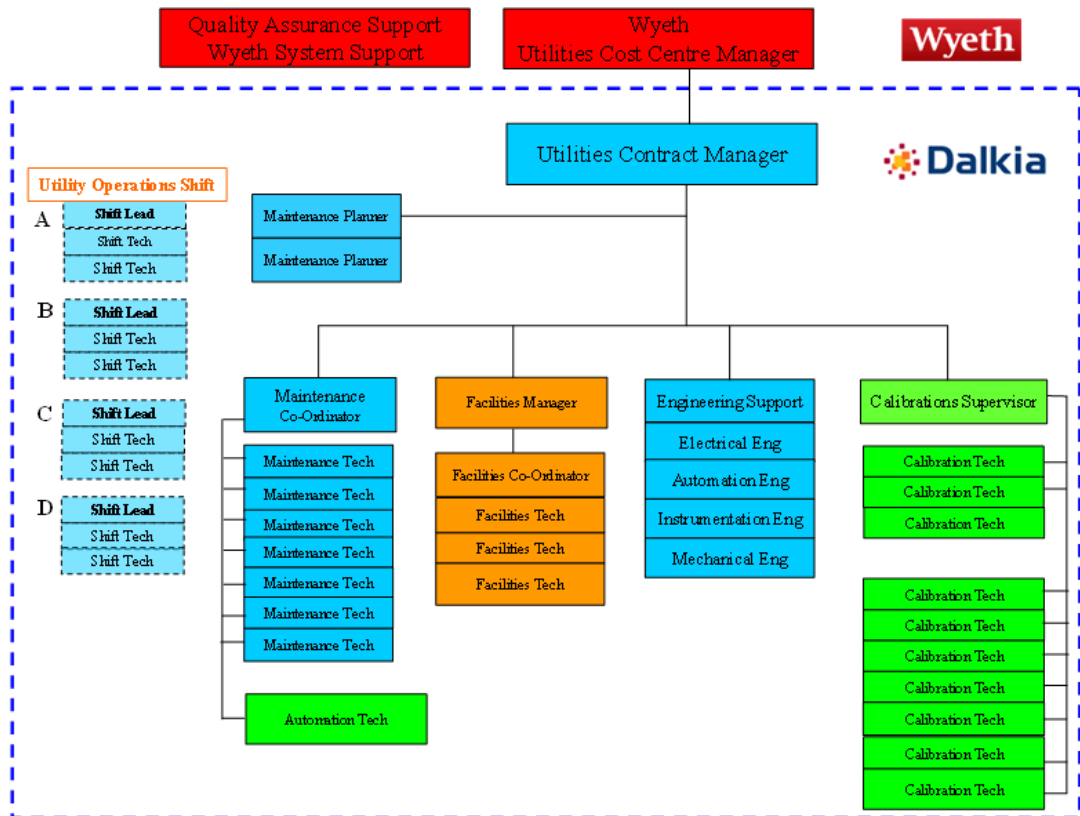 Quality Assurance Support
Wyeth System Support
Wyeth
Utilities Cost Centre Manager
Wyeth
Utilities Contract Manager
Dalkia
Utility Operations Shift
A
Shift Lead
Shift Tech
Shift Tech
B
Shift Lead
Shift Tech
Shift Tech
C
Shift Lead
Shift Tech
Shift Tech
D
Shift Lead
Shift Tech
Shift Tech
Maintenance Planner
Maintenance Planner
Maintenance
Co-Ordinator
Maintenance Tech
Maintenance Tech
Maintenance Tech
Maintenance Tech
Maintenance Tech
Maintenance Tech
Maintenance Tech
Automation Tech
Facilities Manager
Facilities Co-Ordinator
Facilities Tech
Facilities Tech
Facilities Tech
Engineering Support
Electrical Eng
Automation Eng
Instrumentation Eng
Mechanical Eng
Calibrations Supervisor
Calibration Tech
Calibration Tech
Calibration Tech
Calibration Tech
Calibration Tech
Calibration Tech
Calibration Tech
Calibration Tech
Calibration Tech
Calibration Tech